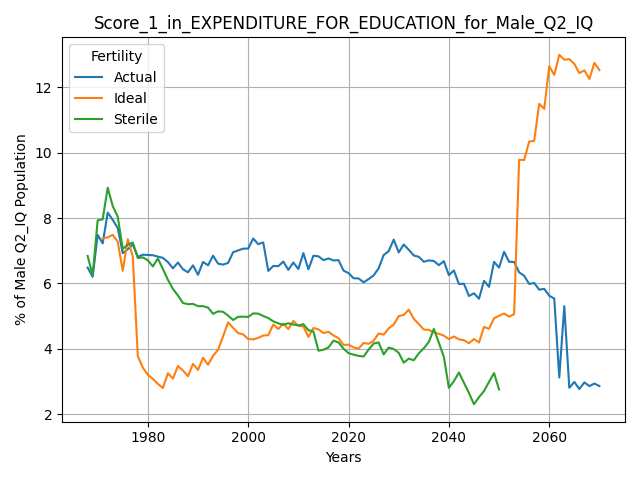 Score_1_in_EXPENDITURE_FOR_EDUCATION_for_Male_Q2_IQ
Fertility
Actual
Ideal
Sterile
% of Male Q2_IQ Population
12
10
8
6
4
2
1980 2000 2020 2040 2060
Years